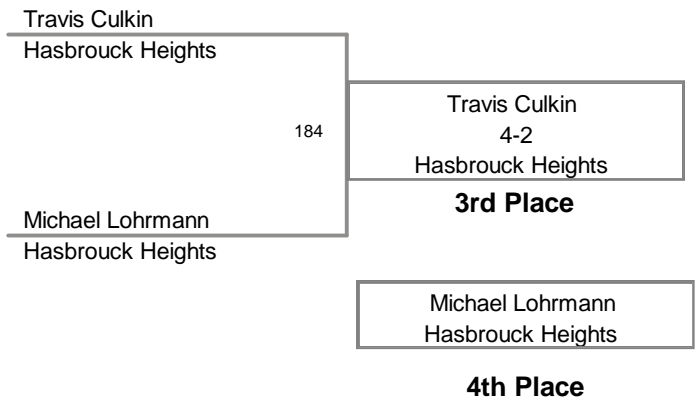 Travis Culkin
Hasbrouck Heights
184
Travis Culkin
4-2
Hasbrouck Heights
3rd Place
Michael Lohrmann
Hasbrouck Heights
Michael Lohrmann
Hasbrouck Heights
4th Place